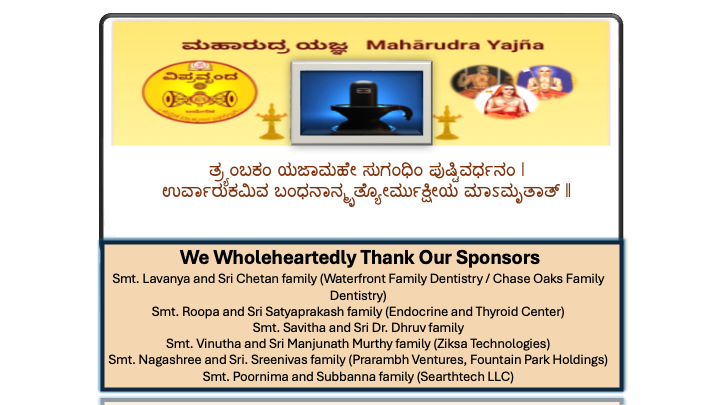 ಮಹಾರುದ್ರ ಯಜ್ಞ Mahārudra Yajña
ವಿಪ್ರವೃಂದ
ತ್ರ್ಯಂಬಕಂ ಯಜಾಮಹೇ ಸುಗಂಧಿಂ ಪುಷ್ಟಿವರ್ಧನಂ |
ಉರ್ವಾರುಕಮಿವ ಬಂಧನಾನ್ಮೃತ್ಯೋರ್ಮುಕ್ಷೀಯ ಮಾಽಮೃತಾತ್ ||
We Wholeheartedly Thank Our Sponsors
Smt. Lavanya and Sri Chetan family (Waterfront Family Dentistry / Chase Oaks Family
Dentistry)
Smt. Roopa and Sri Satyaprakash family (Endocrine and Thyroid Center)
Smt. Savitha and Sri Dr. Dhruv family
Smt. Vinutha and Sri Manjunath Murthy family (Ziksa Technologies)
Smt. Nagashree and Sri. Sreenivas family (Prarambh Ventures, Fountain Park Holdings)
Smt. Poornima and Subbanna family (Searthtech LLC)